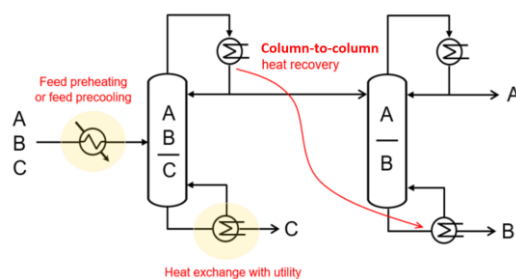 Column-to-column
heat recovery
Feed preheating
or feed precooling
A
B
C
A
B
C
A
B
A
C
B
Heat exchange with utility